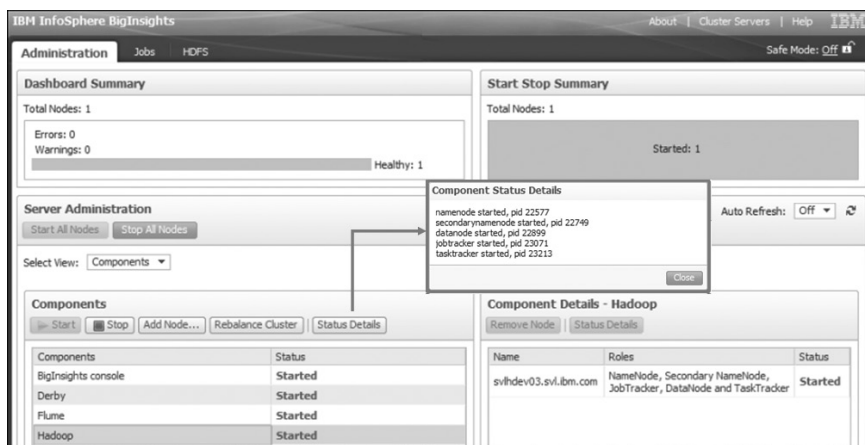 IBM InfoSphere BigInsights
About | Cluster Servers | Help IBM
Administration Jobs HDFS
Safe Mode: Off
Dashboard Summary
Total Nodes: 1
Errors: 0
Warnings: 0
Healthy: 1
Start Stop Summary
Total Nodes: 1
Started: 1
Server Administration
Start All Nodes Stop All Nodes
Auto Refresh: Off
Select View: Components
Component Status Details
namenode started, pid 22577
secondarynamenode started, pid 22749
datanode started, pid 22899
jobtracker started, pid 23071
tasktracker started, pid 23213
Close
Components
Start Stop Add Node... Rebalance Cluster | Status Details
Components Status
BigInsights console Started
Derby Started
Flume Started
Hadoop Started
Component Details - Hadoop
Remove Node | Status Details
Name Roles Status
svlhdev03.svl.ibm.com NameNode, Secondary NameNode, Started
JobTracker, DataNode and TaskTracker